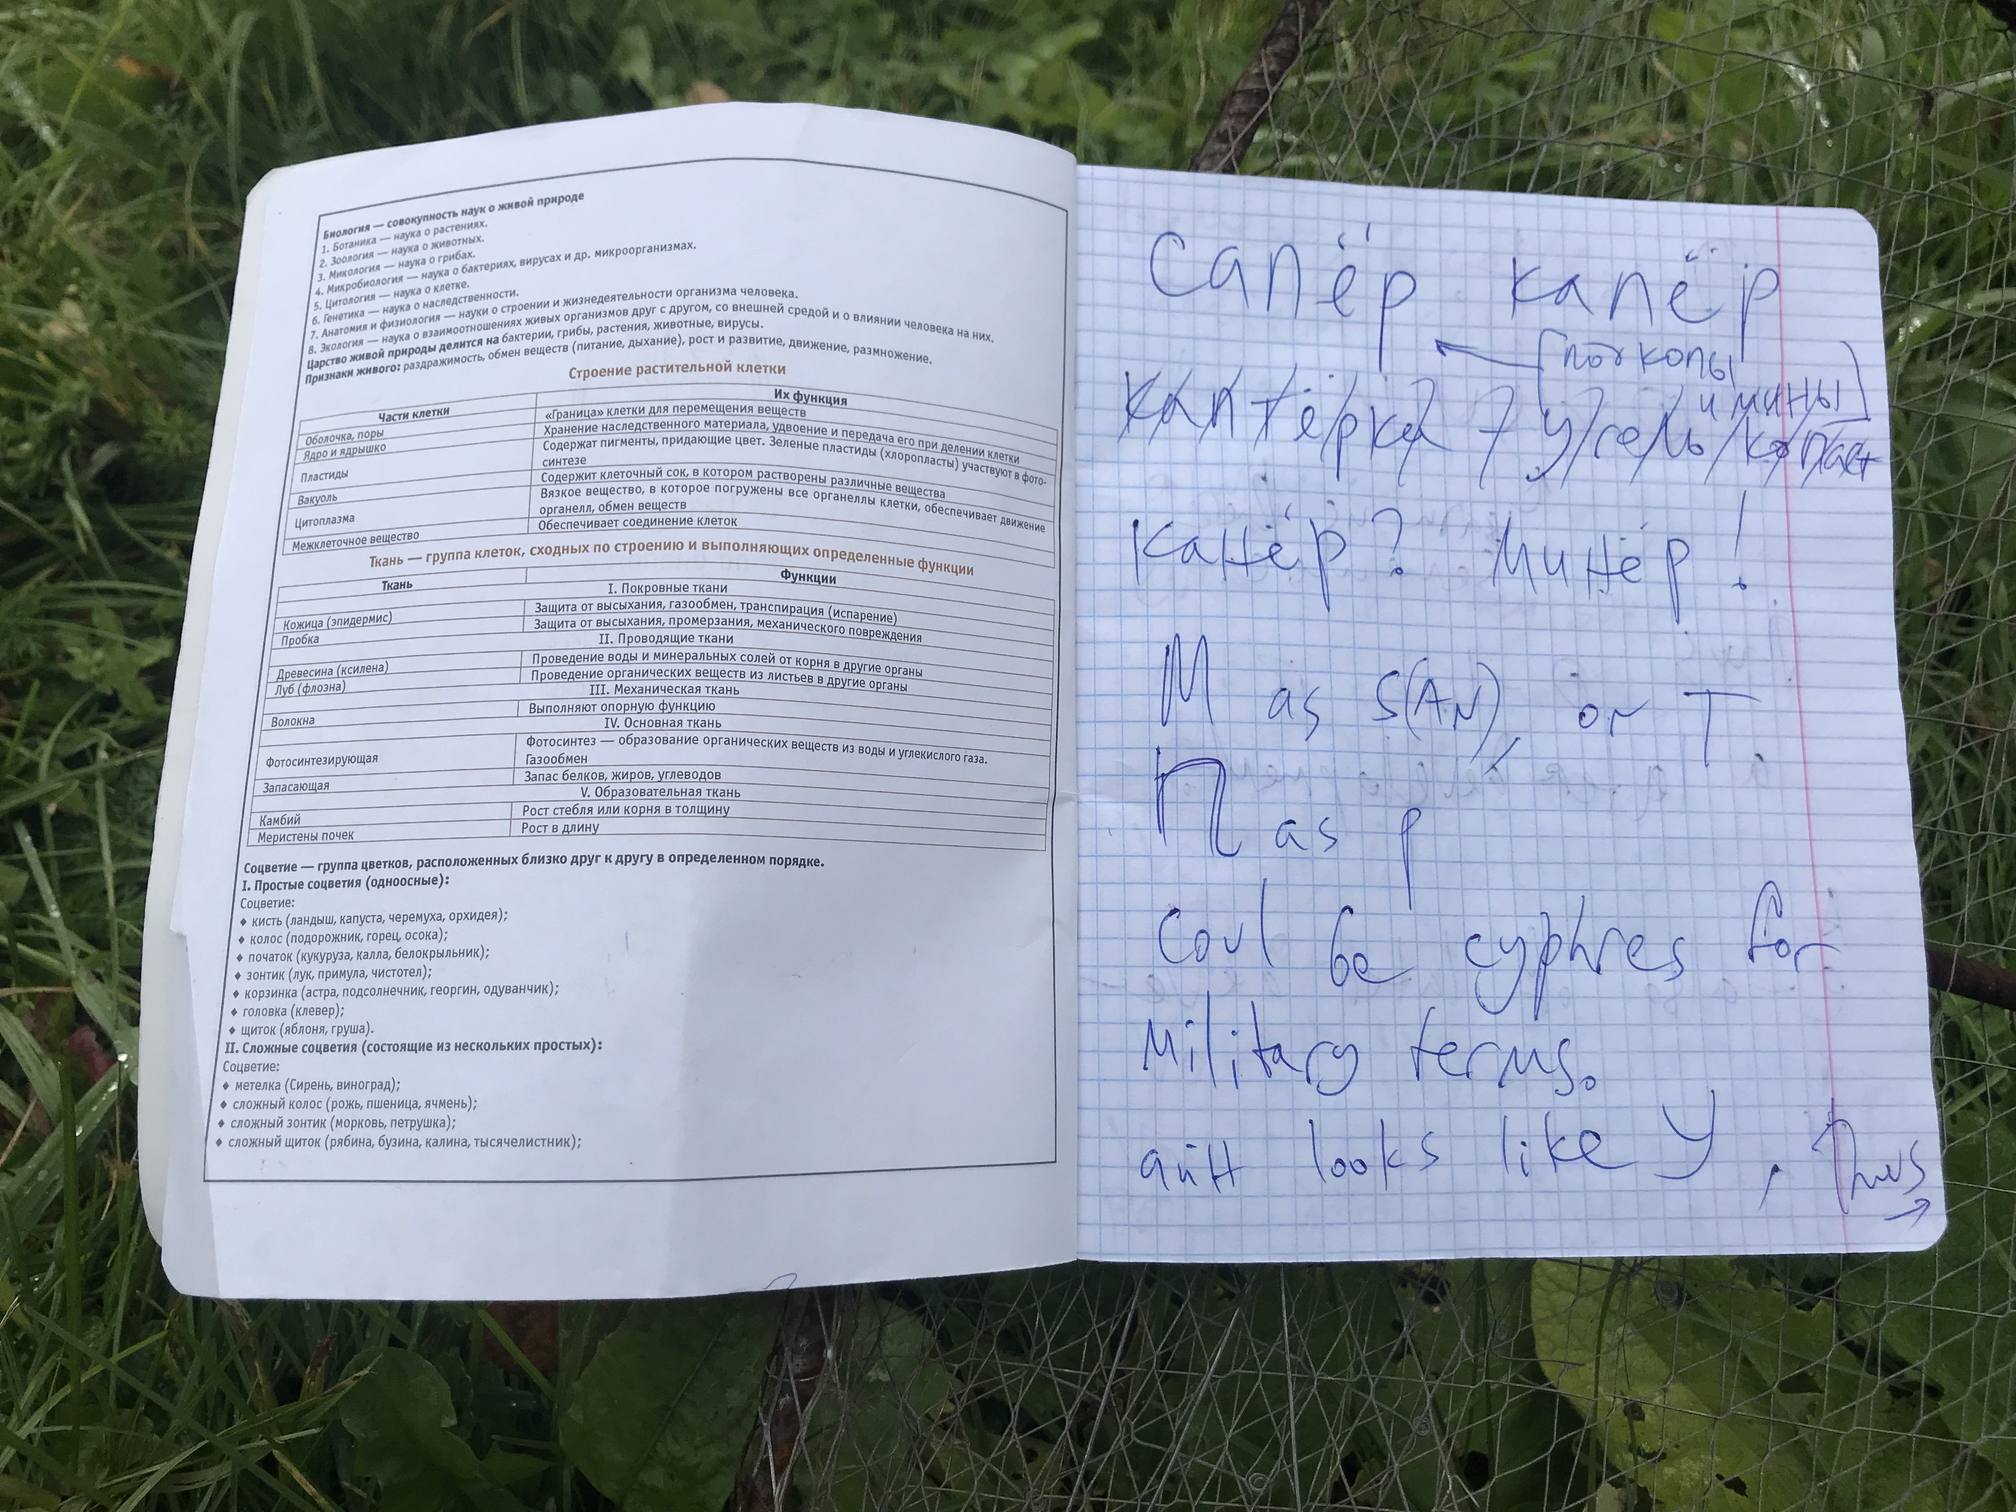 Биология — совокупность наук о живой природе
1. Ботаника — наука о растениях.
2. Зоология — наука о животных.
3. Микология — наука о грибах.
4. Микробиология — наука о бактериях, вирусах и др. микроорганизмах.
5. Цитология — наука о клетке.
6. Генетика — наука о наследственности.
7. Анатомия и физиология — науки о строении и жизнедеятельности организма человека.
8. Экология — наука о взаимоотношениях живых организмов друг с другом, со внешней средой и о влиянии человека на них.
Царство живой природы делится на бактерии, грибы, растения, животные, вирусы.
Признаки живого: раздражимость, обмен веществ (питание, дыхание), рост и развитие, движение, размножение.
Строение растительной клетки
Части клетки Их функция
Оболочка, поры «Граница» клетки для перемещения веществ
Ядро и ядрышко Хранение наследственного материала, удвоение и передача его при делении клетки
Пластиды Содержат пигменты, придающие цвет. Зеленые пластиды (хлоропласты) участвуют в фото-
синтезе
Вакуоль Содержит клеточный сок, в котором растворены различные вещества
Цитоплазма Вязкое вещество, в которое погружены все органеллы клетки, обеспечивает движение
органелл, обмен веществ
Межклеточное вещество Обеспечивает соединение клеток
Ткань — группа клеток, сходных по строению и выполняющих определенные функции
Ткань Функции
I. Покровные ткани
Кожица (эпидермис) Защита от высыхания, газообмен, транспирация (испарение)
Пробка Защита от высыхания, промерзания, механического повреждения
II. Проводящие ткани
Древесина (ксилена) Проведение воды и минеральных солей от корня в другие органы
Луб (флоэна) Проведение органических веществ из листьев в другие органы
III. Механическая ткань
Волокна Выполняют опорную функцию
IV. Основная ткань
Фотосинтезирующая Фотосинтез — образование органических веществ из воды и углекислого газа.
Газообмен
Запасающая Запас белков, жиров, углеводов
V. Образовательная ткань
Камбий Рост стебля или корня в толщину
Меристены почек Рост в длину
Соцветие — группа цветков, расположенных близко друг к другу в определенном порядке.
I. Простые соцветия (одноосные):
Соцветие:
♦ кисть (ландыш, капуста, черемуха, орхидея);
♦ колос (подорожник, горец, осока);
♦ початок (кукуруза, калла, белокрыльник);
♦ зонтик (лук, примула, чистотел);
♦ корзинка (астра, подсолнечник, георгин, одуванчик);
♦ головка (клевер);
♦ щиток (яблоня, груша).
II. Сложные соцветия (состоящие из нескольких простых):
Соцветие:
♦ метелка (Сирень, виноград);
♦ сложный колос (рожь, пшеница, ячмень);
♦ сложный зонтик (морковь, петрушка);
♦ сложный щиток (рябина, бузина, калина, тысячелистник);
сапёр капёр
[подкопы
и мины]
каптёрка? уголь копает
канёр? Минёр!
M as S(AN), or T.
П as p
Coul be cyphres for
military terms.
айн looks like У, thus
→